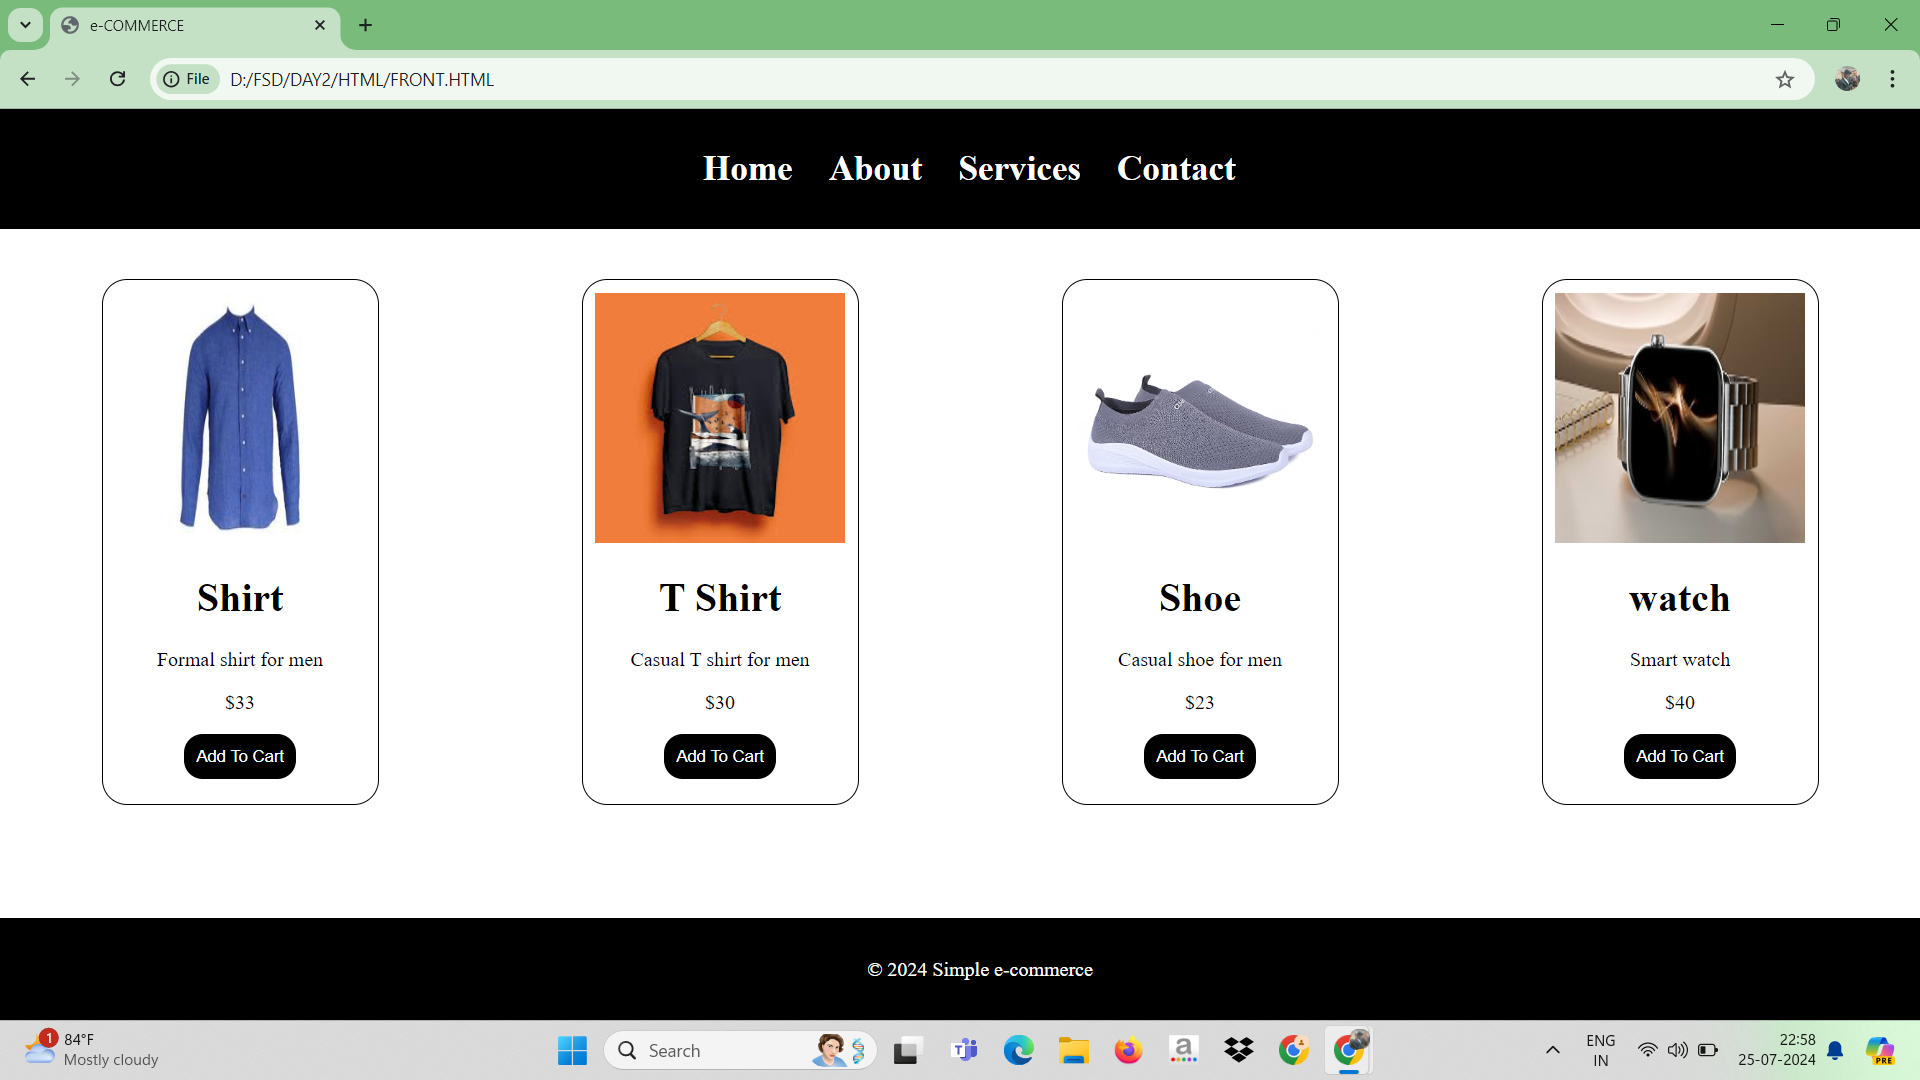 e-COMMERCE
File D:/FSD/DAY2/HTML/FRONT.HTML
Home About Services Contact
Shirt
Formal shirt for men
$33
Add To Cart
T Shirt
Casual T shirt for men
$30
Add To Cart
Shoe
Casual shoe for men
$23
Add To Cart
watch
Smart watch
$40
Add To Cart
© 2024 Simple e-commerce
1
84°F
Mostly cloudy
Search
a
ENG
IN
22:58
25-07-2024
PRE